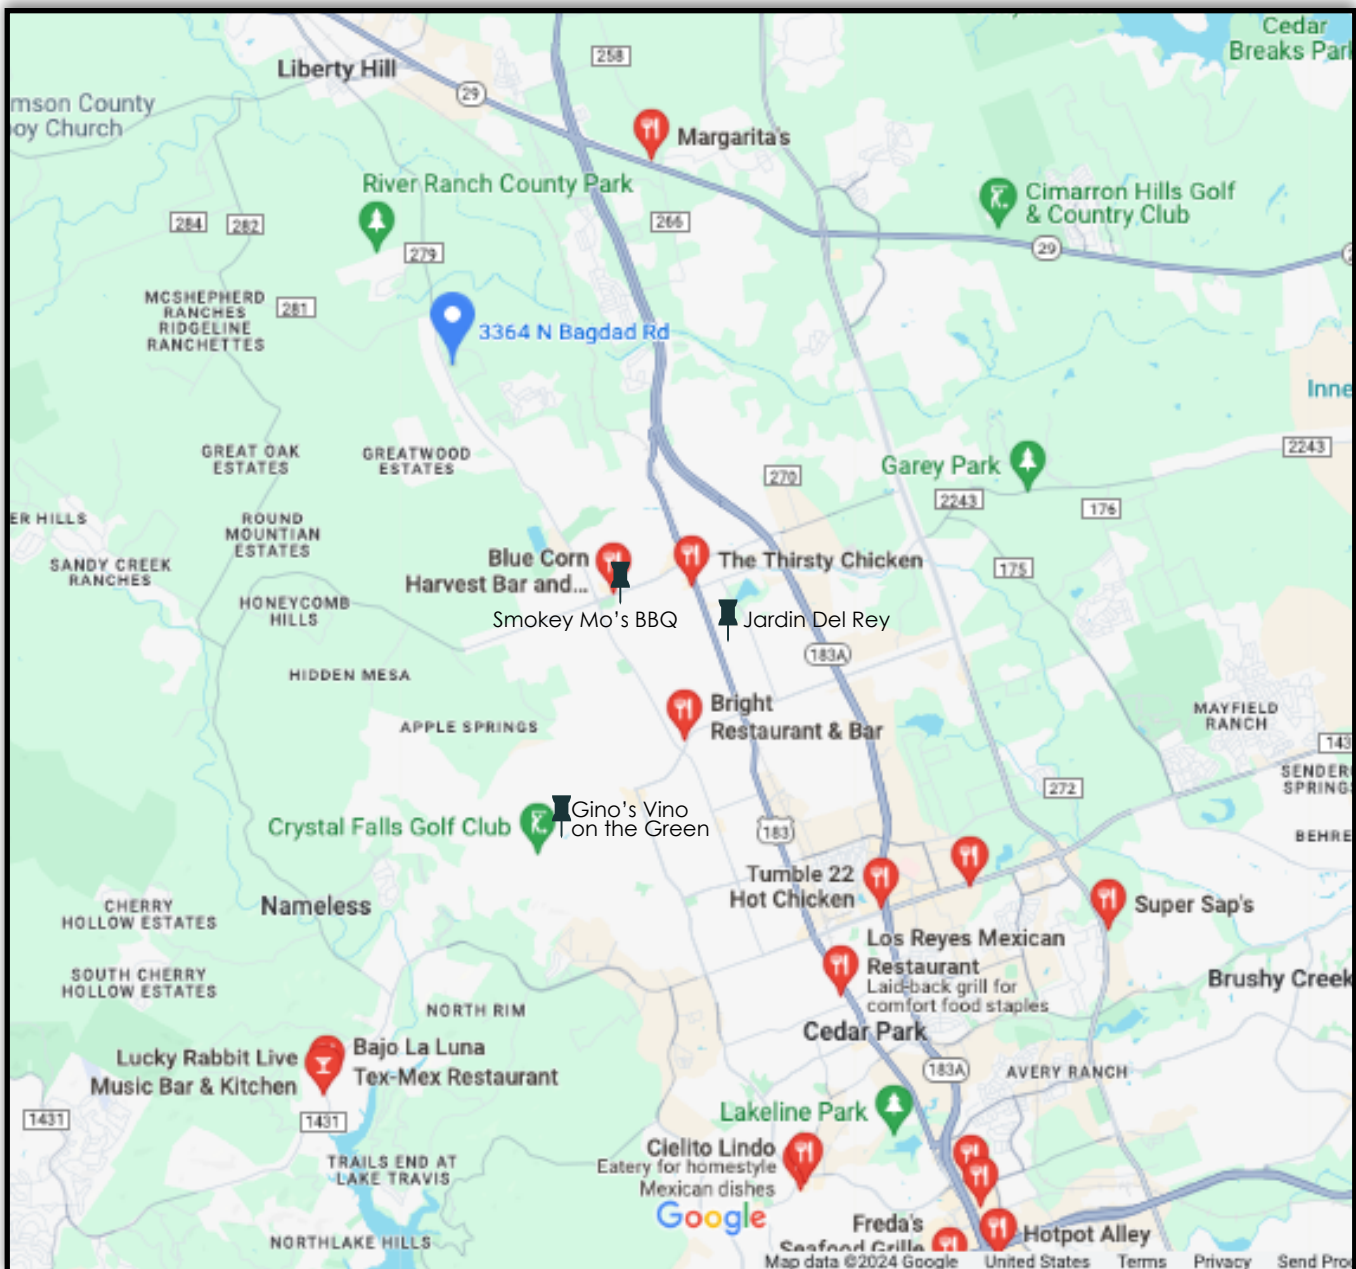 Cedar
Breaks Park
258
Liberty Hill
29
mson County
oy Church
Margarita's
River Ranch County Park
Cimarron Hills Golf
& Country Club
284
282
266
279
29
MCSHEPHERD
RANCHES
RIDGELINE
RANCHETTES
281
3364 N Bagdad Rd
Inne
GREAT OAK
ESTATES
GREATWOOD
ESTATES
2243
Garey Park
270
2243
176
ER HILLS
ROUND
MOUNTIAN
ESTATES
SANDY CREEK
RANCHES
Blue Corn
Harvest Bar and...
The Thirsty Chicken
175
HONEYCOMB
HILLS
Smokey Mo's BBQ
Jardin Del Rey
183A
HIDDEN MESA
APPLE SPRINGS
Bright
Restaurant & Bar
MAYFIELD
RANCH
143
SENDER
SPRINGS
272
Gino's Vino
on the Green
Crystal Falls Golf Club
183
BEHRE
Tumble 22
Hot Chicken
CHERRY
HOLLOW ESTATES
Nameless
Super Sap's
Los Reyes Mexican
Restaurant
Laid-back grill for
comfort food staples
SOUTH CHERRY
HOLLOW ESTATES
Brushy Creek
NORTH RIM
Cedar Park
Lucky Rabbit Live
Music Bar & Kitchen
Bajo La Luna
Tex-Mex Restaurant
183A
AVERY RANCH
1431
1431
Lakeline Park
Cielito Lindo
Eatery for homestyle
Mexican dishes
TRAILS END AT
LAKE TRAVIS
Google
NORTHLAKE HILLS
Freda's
Seafood Grille
Hotpot Alley
Map data ©2024 Google United States Terms Privacy Send Pro